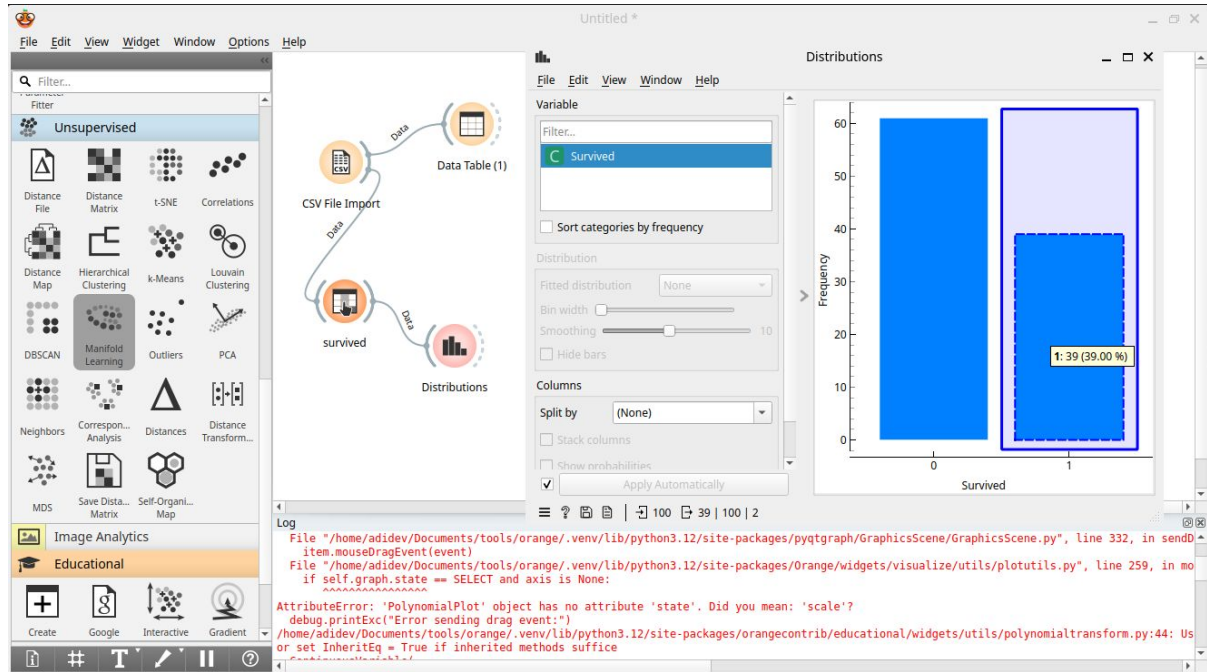 Untitled *
File Edit View Widget Window Options Help
Filter...
Fitter
Unsupervised
Distance File
Distance Matrix
t-SNE
Correlations
Distance Map
Hierarchical Clustering
k-Means
Louvain Clustering
DBSCAN
Manifold Learning
Outliers
PCA
Neighbors
Correspon... Analysis
Distances
Distance Transform...
MDS
Save Dista... Matrix
Self-Organi... Map
Image Analytics
Educational
Create
Google
Interactive
Gradient
Data
Data Table (1)
CSV
CSV File Import
Data
survived
Data
Distributions
Distributions
File Edit View Window Help
Variable
Filter...
C Survived
Sort categories by frequency
Distribution
Fitted distribution None
Bin width
Smoothing 10
Hide bars
Columns
Split by (None)
Stack columns
Show probabilities
Apply Automatically
100 39 | 100 | 2
Frequency
60
50
40
30
20
10
0
1: 39 (39.00 %)
0 1
Survived
Log
File "/home/adidev/Documents/tools/orange/.venv/lib/python3.12/site-packages/pyqtgraph/GraphicsScene/GraphicsScene.py", line 332, in sendD
item.mouseDragEvent(event)
File "/home/adidev/Documents/tools/orange/.venv/lib/python3.12/site-packages/Orange/widgets/visualize/utils/plotutils.py", line 259, in mo
if self.graph.state == SELECT and axis is None:
^^^^^^^^^^^^^^^^
AttributeError: 'PolynomialPlot' object has no attribute 'state'. Did you mean: 'scale'?
debug.printExc("Error sending drag event:")
/home/adidev/Documents/tools/orange/.venv/lib/python3.12/site-packages/orangecontrib/educational/widgets/utils/polynomialtransform.py:44: Us
or set InheritEq = True if inherited methods suffice